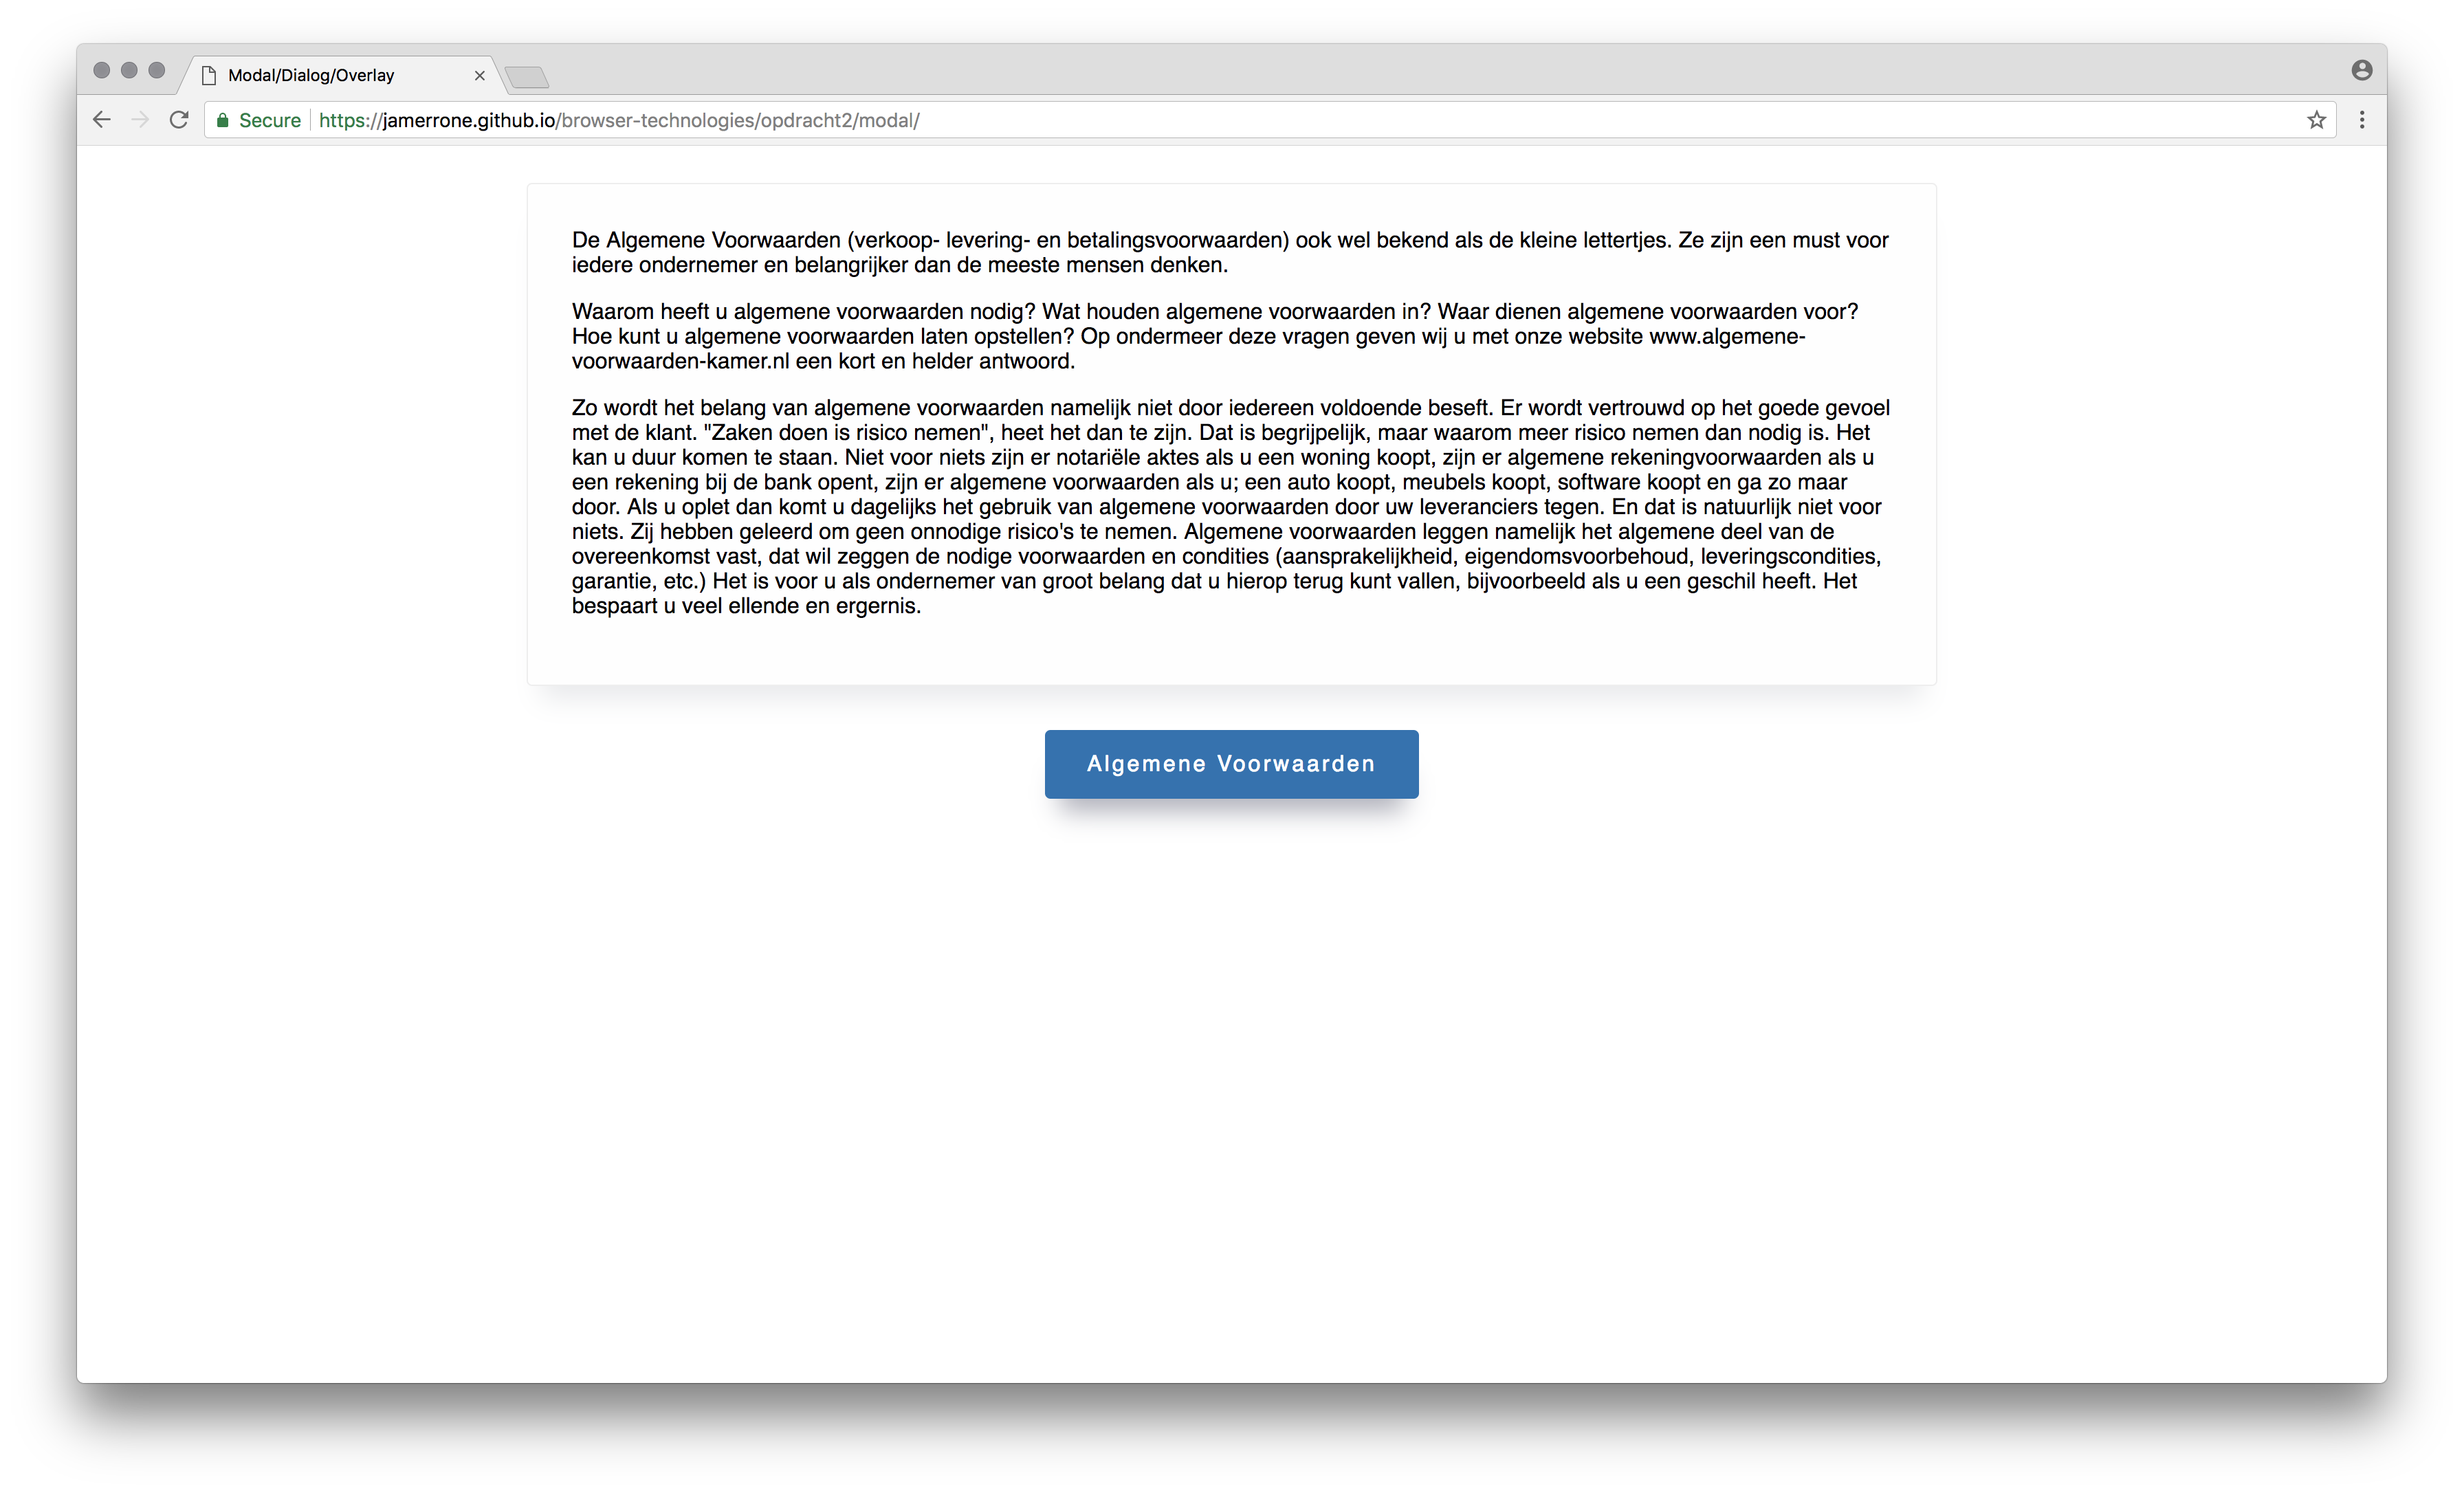 Modal/Dialog/Overlay
Secure https://jamerrone.github.io/browser-technologies/opdracht2/modal/
De Algemene Voorwaarden (verkoop- levering- en betalingsvoorwaarden) ook wel bekend als de kleine lettertjes. Ze zijn een must voor
iedere ondernemer en belangrijker dan de meeste mensen denken.
Waarom heeft u algemene voorwaarden nodig? Wat houden algemene voorwaarden in? Waar dienen algemene voorwaarden voor?
Hoe kunt u algemene voorwaarden laten opstellen? Op ondermeer deze vragen geven wij u met onze website www.algemene-
voorwaarden-kamer.nl een kort en helder antwoord.
Zo wordt het belang van algemene voorwaarden namelijk niet door iedereen voldoende beseft. Er wordt vertrouwd op het goede gevoel
met de klant. "Zaken doen is risico nemen", heet het dan te zijn. Dat is begrijpelijk, maar waarom meer risico nemen dan nodig is. Het
kan u duur komen te staan. Niet voor niets zijn er notariële aktes als u een woning koopt, zijn er algemene rekeningvoorwaarden als u
een rekening bij de bank opent, zijn er algemene voorwaarden als u; een auto koopt, meubels koopt, software koopt en ga zo maar
door. Als u oplet dan komt u dagelijks het gebruik van algemene voorwaarden door uw leveranciers tegen. En dat is natuurlijk niet voor
niets. Zij hebben geleerd om geen onnodige risico's te nemen. Algemene voorwaarden leggen namelijk het algemene deel van de
overeenkomst vast, dat wil zeggen de nodige voorwaarden en condities (aansprakelijkheid, eigendomsvoorbehoud, leveringscondities,
garantie, etc.) Het is voor u als ondernemer van groot belang dat u hierop terug kunt vallen, bijvoorbeeld als u een geschil heeft. Het
bespaart u veel ellende en ergernis.
Algemene Voorwaarden